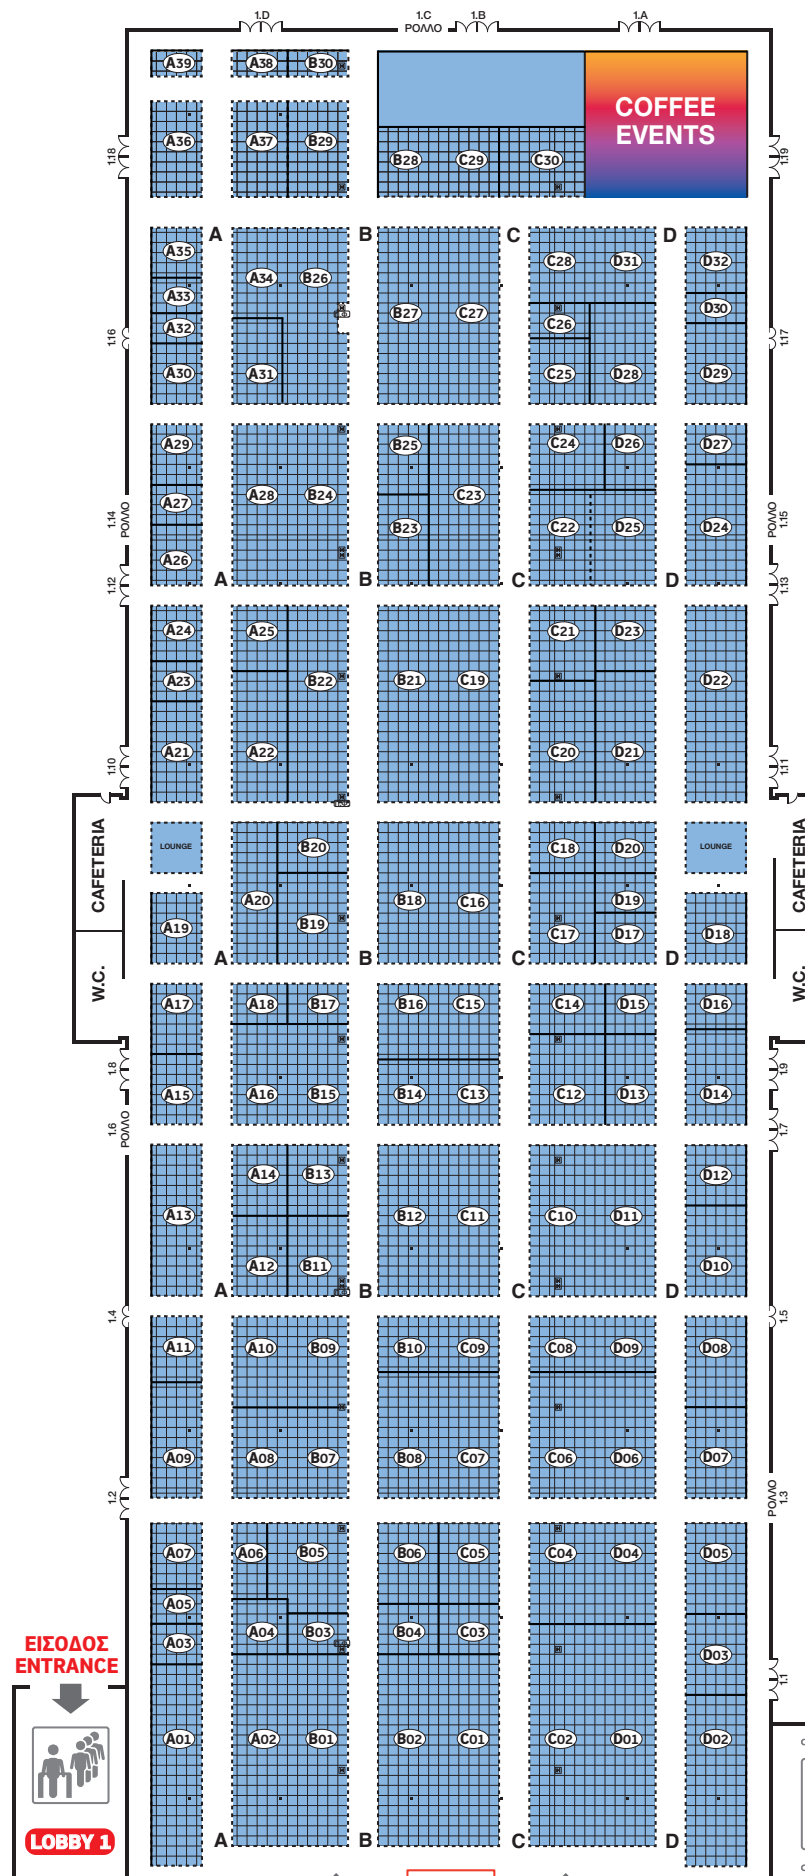 1.D
1.C
1.B
1.A
ΡΟΛΛΟ
A39
A38
B30
COFFEE
EVENTS
A36
A37
B29
B28
C29
C30
1.18
1.19
A
B
C
D
A35
A34
B26
C28
D31
D32
A33
B27
C27
D30
A32
C26
1.16
1.17
A30
A31
C25
D28
D29
A29
B25
C24
D26
D27
A28
B24
C23
A27
1.14
1.15
ΡΟΛΛΟ
ΡΟΛΛΟ
B23
C22
D25
D24
A26
1.12
1.13
A
B
C
D
A24
A25
C21
D23
A23
B22
B21
C19
D22
A21
A22
C20
D21
1.10
1.11
CAFETERIA
CAFETERIA
LOUNGE
LOUNGE
B20
C18
D20
A20
B18
C16
D19
A19
B19
C17
D17
D18
A
B
C
D
W.C.
W.C.
A17
A18
B17
B16
C15
C14
D15
D16
1.8
1.9
A15
A16
B15
B14
C13
C12
D13
D14
1.6
1.7
ΡΟΛΛΟ
A14
B13
D12
A13
B12
C11
C10
D11
A12
B11
D10
A
B
C
D
1.4
1.5
A11
A10
B09
B10
C09
C08
D09
D08
A09
A08
B07
B08
C07
C06
D06
D07
1.2
1.3
ΡΟΛΛΟ
A07
A06
B05
B06
C05
C04
D04
D05
A05
A03
A04
B03
B04
C03
D03
ΕΙΣΟΔΟΣ
ENTRANCE
1.1
A01
A02
B01
B02
C01
C02
D01
D02
LOBBY 1
A
B
C
D